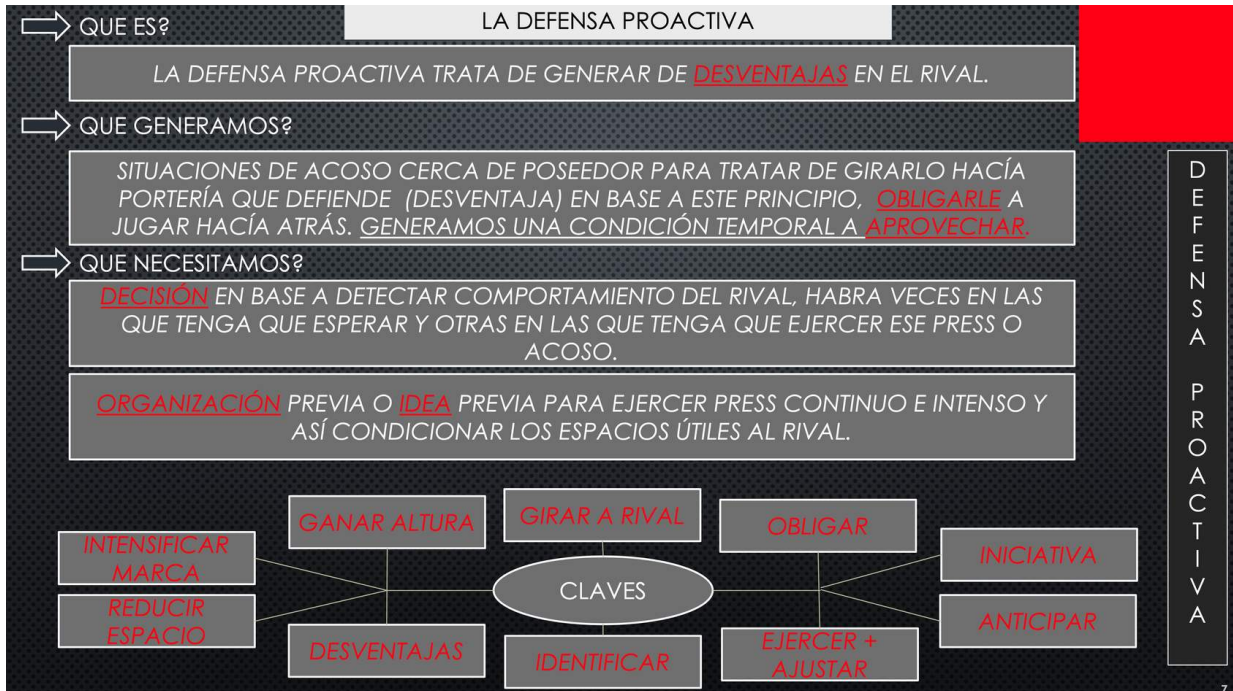 LA DEFENSA PROACTIVA
QUE ES?
LA DEFENSA PROACTIVA TRATA DE GENERAR DE DESVENTAJAS EN EL RIVAL.
QUE GENERAMOS?
SITUACIONES DE ACOSO CERCA DE POSEEDOR PARA TRATAR DE GIRARLO HACÍA
PORTERÍA QUE DEFIENDE (DESVENTAJA) EN BASE A ESTE PRINCIPIO, OBLIGARLE A
JUGAR HACÍA ATRÁS. GENERAMOS UNA CONDICIÓN TEMPORAL A APROVECHAR.
QUE NECESITAMOS?
DECISIÓN EN BASE A DETECTAR COMPORTAMIENTO DEL RIVAL, HABRA VECES EN LAS
QUE TENGA QUE ESPERAR Y OTRAS EN LAS QUE TENGA QUE EJERCER ESE PRESS O
ACOSO.
ORGANIZACIÓN PREVIA O IDEA PREVIA PARA EJERCER PRESS CONTINUO E INTENSO Y
ASÍ CONDICIONAR LOS ESPACIOS ÚTILES AL RIVAL.
GANAR ALTURA
GIRAR A RIVAL
OBLIGAR
INTENSIFICAR
MARCA
INICIATIVA
CLAVES
REDUCIR
ESPACIO
ANTICIPAR
DESVENTAJAS
IDENTIFICAR
EJERCER +
AJUSTAR
DEFENSA PROACTIVA
7